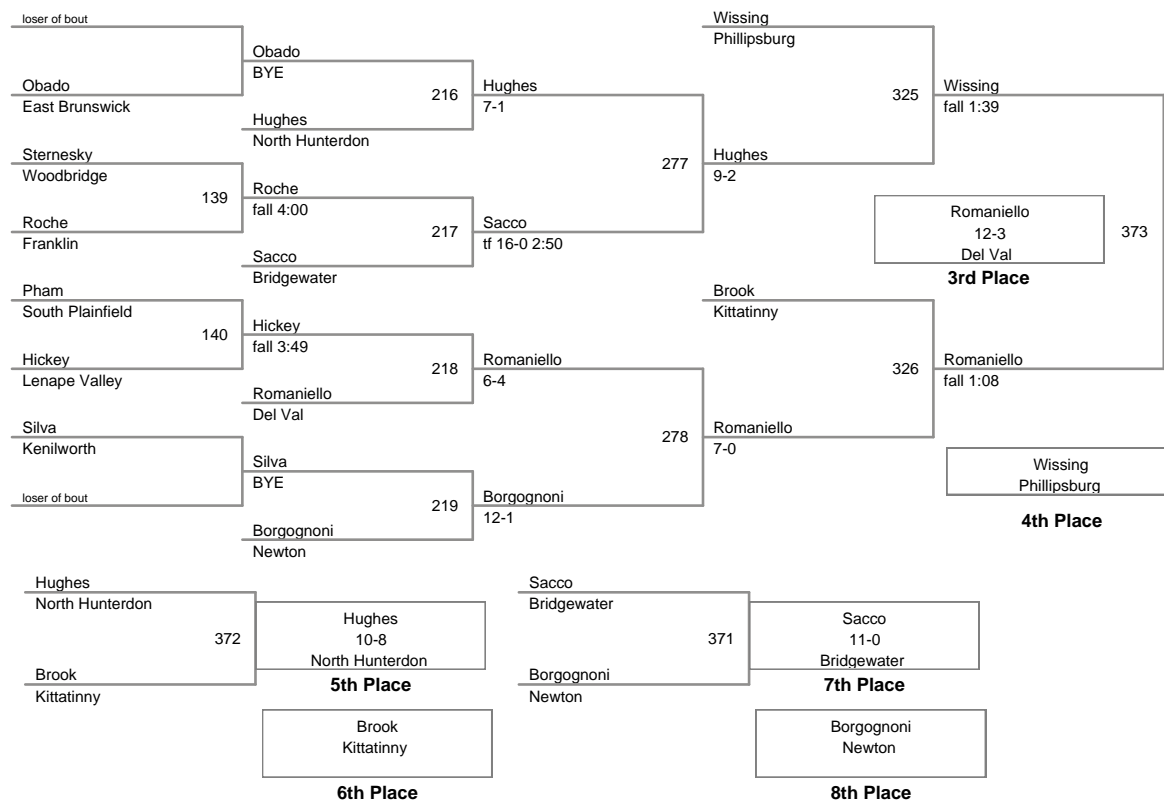 loser of bout
Obado
East Brunswick
Obado
BYE
216
Hughes
North Hunterdon
Hughes
7-1
Sternesky
Woodbridge
139
Roche
Franklin
Roche
fall 4:00
217
Sacco
Bridgewater
Sacco
tf 16-0 2:50
277
Hughes
9-2
Wissing
Phillipsburg
325
Wissing
fall 1:39
Pham
South Plainfield
140
Hickey
Lenape Valley
Hickey
fall 3:49
218
Romaniello
Del Val
Romaniello
6-4
Silva
Kenilworth
loser of bout
Silva
BYE
219
Borgognoni
Newton
Borgognoni
12-1
278
Romaniello
7-0
Brook
Kittatinny
326
Romaniello
fall 1:08
373
Romaniello
12-3
Del Val
3rd Place
Wissing
Phillipsburg
4th Place
Hughes
North Hunterdon
372
Brook
Kittatinny
Hughes
10-8
North Hunterdon
5th Place
Brook
Kittatinny
6th Place
Sacco
Bridgewater
371
Borgognoni
Newton
Sacco
11-0
Bridgewater
7th Place
Borgognoni
Newton
8th Place